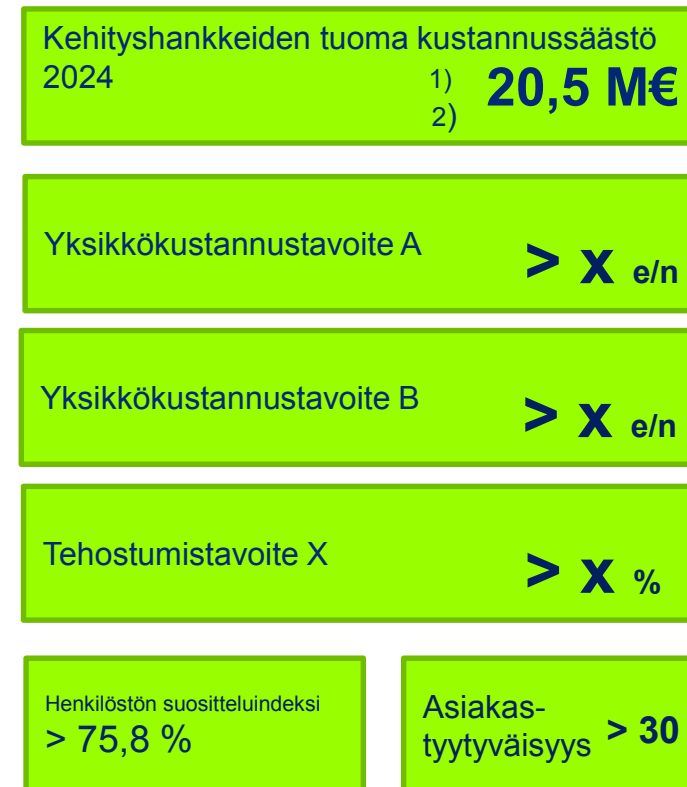 Kehityshankkeiden tuoma kustannussäästö
2024 1) 20,5 M€
2)
Yksikkökustannustavoite A > x e/n
Yksikkökustannustavoite B > x e/n
Tehostumistavoite X > x %
Henkilöstön suositteluindeksi
> 75,8 %
Asiakas-
tyytyväisyys > 30